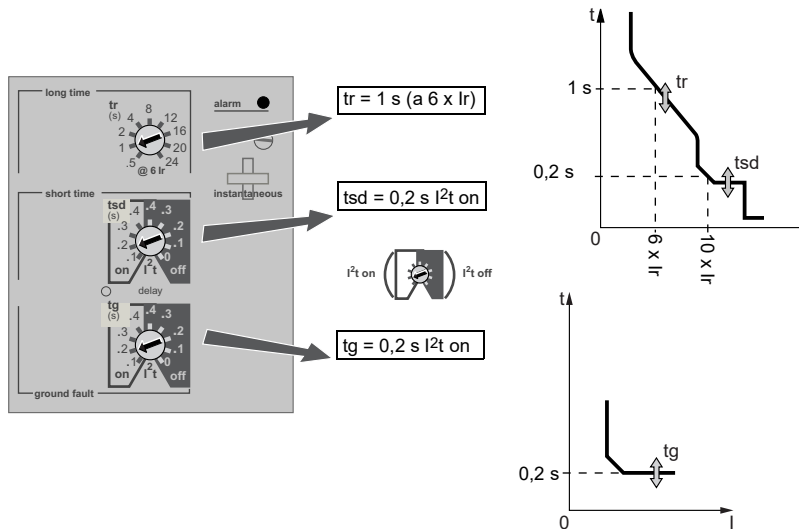 long time
tr
(s)
.5 1 2 4 8 12 16 20 24
@ 6 Ir
alarm
short time
instantaneous
tsd
(s)
.1 .2 .3 .4 .4 .3 .2 .1 0
on I²t off
delay
tg
(s)
.1 .2 .3 .4 .4 .3 .2 .1 0
on I²t off
ground fault
tr = 1 s (a 6 x Ir)
tsd = 0,2 s I²t on
I²t on
I²t off
tg = 0,2 s I²t on
t
1 s
tr
0,2 s
tsd
0
6 x Ir
10 x Ir
t
tg
0,2 s
0
I